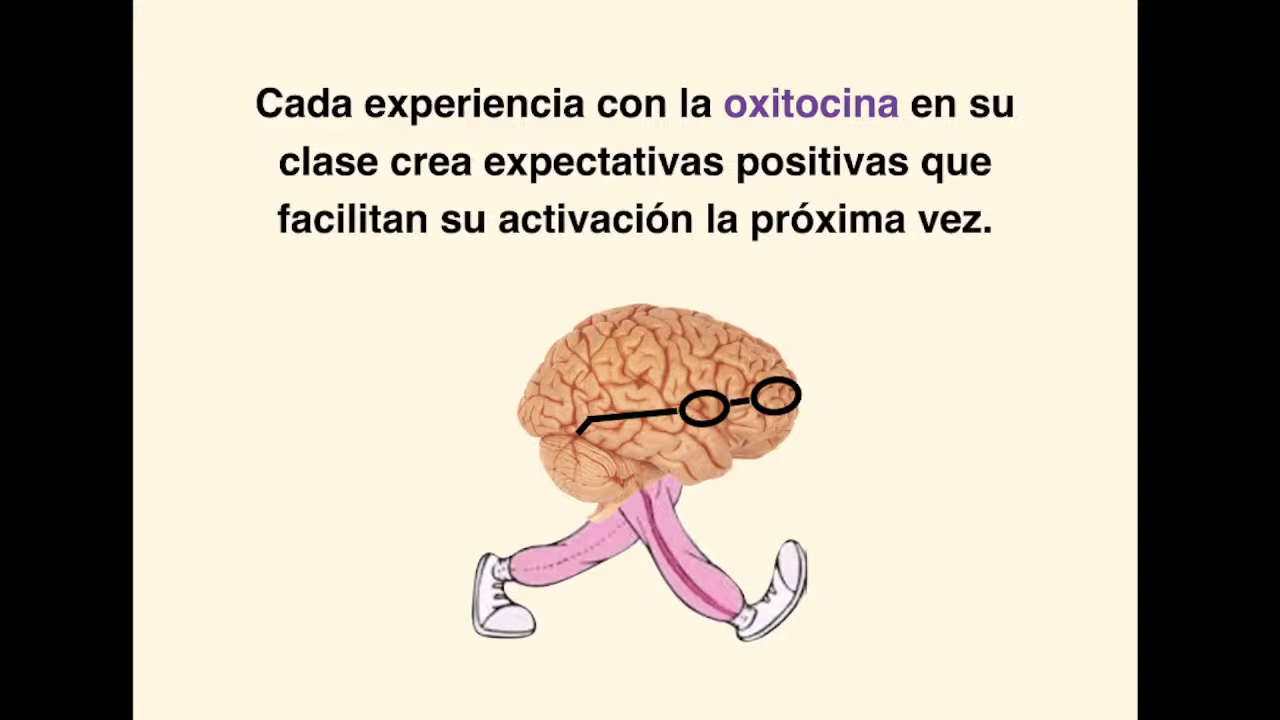 Cada experiencia con la oxitocina en su
clase crea expectativas positivas que
facilitan su activación la próxima vez.